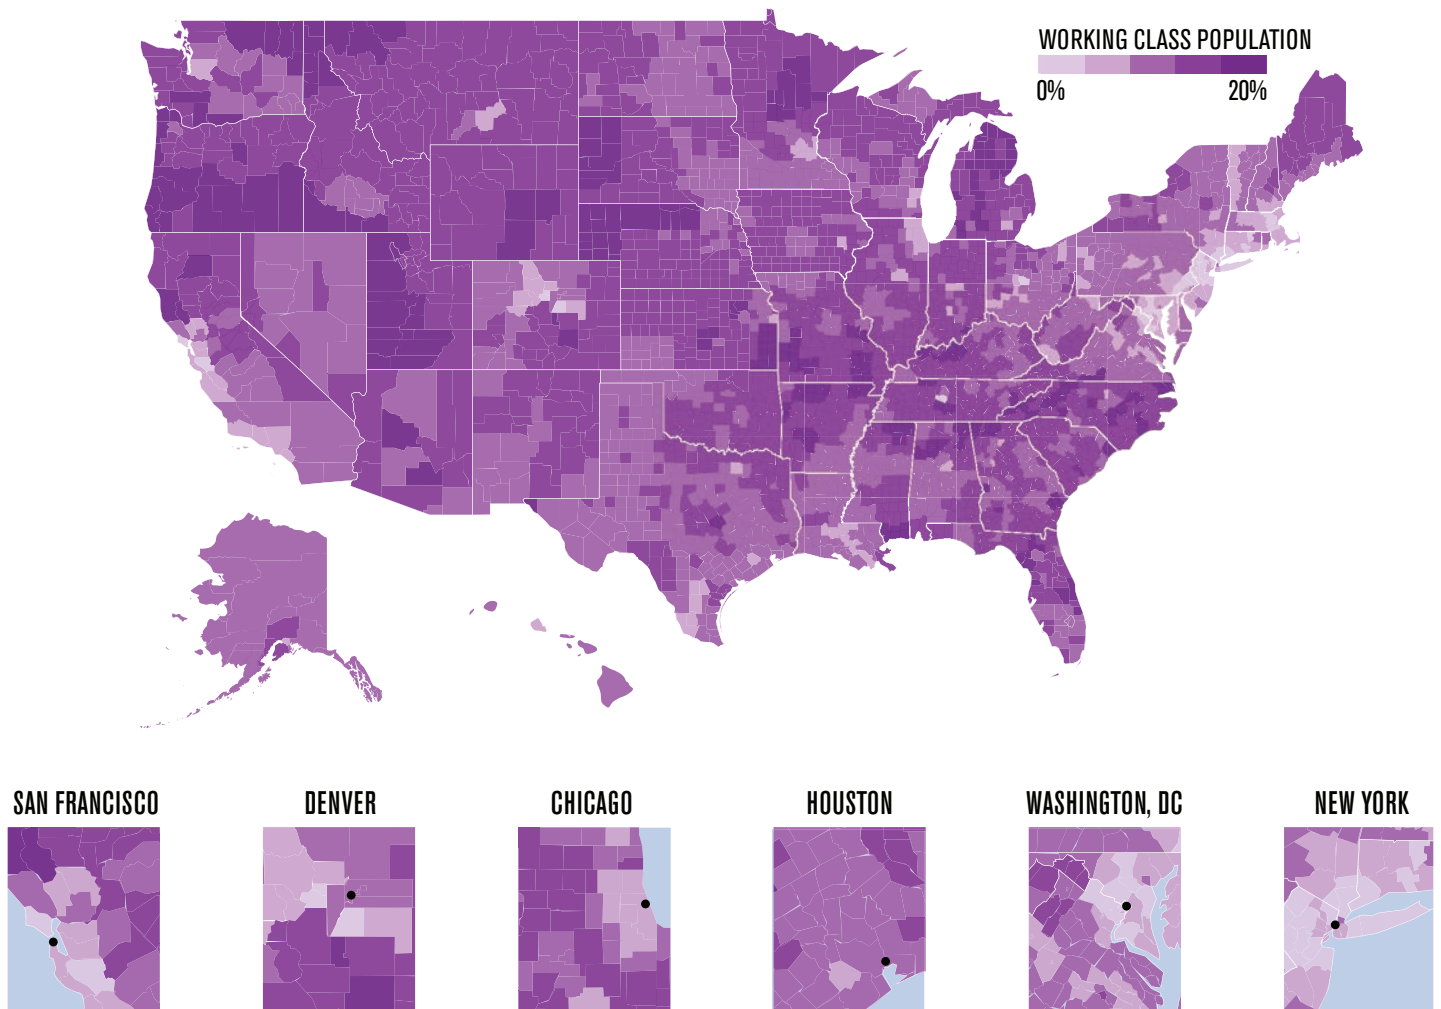 WORKING CLASS POPULATION
0% 20%
SAN FRANCISCO
DENVER
CHICAGO
HOUSTON
WASHINGTON, DC
NEW YORK